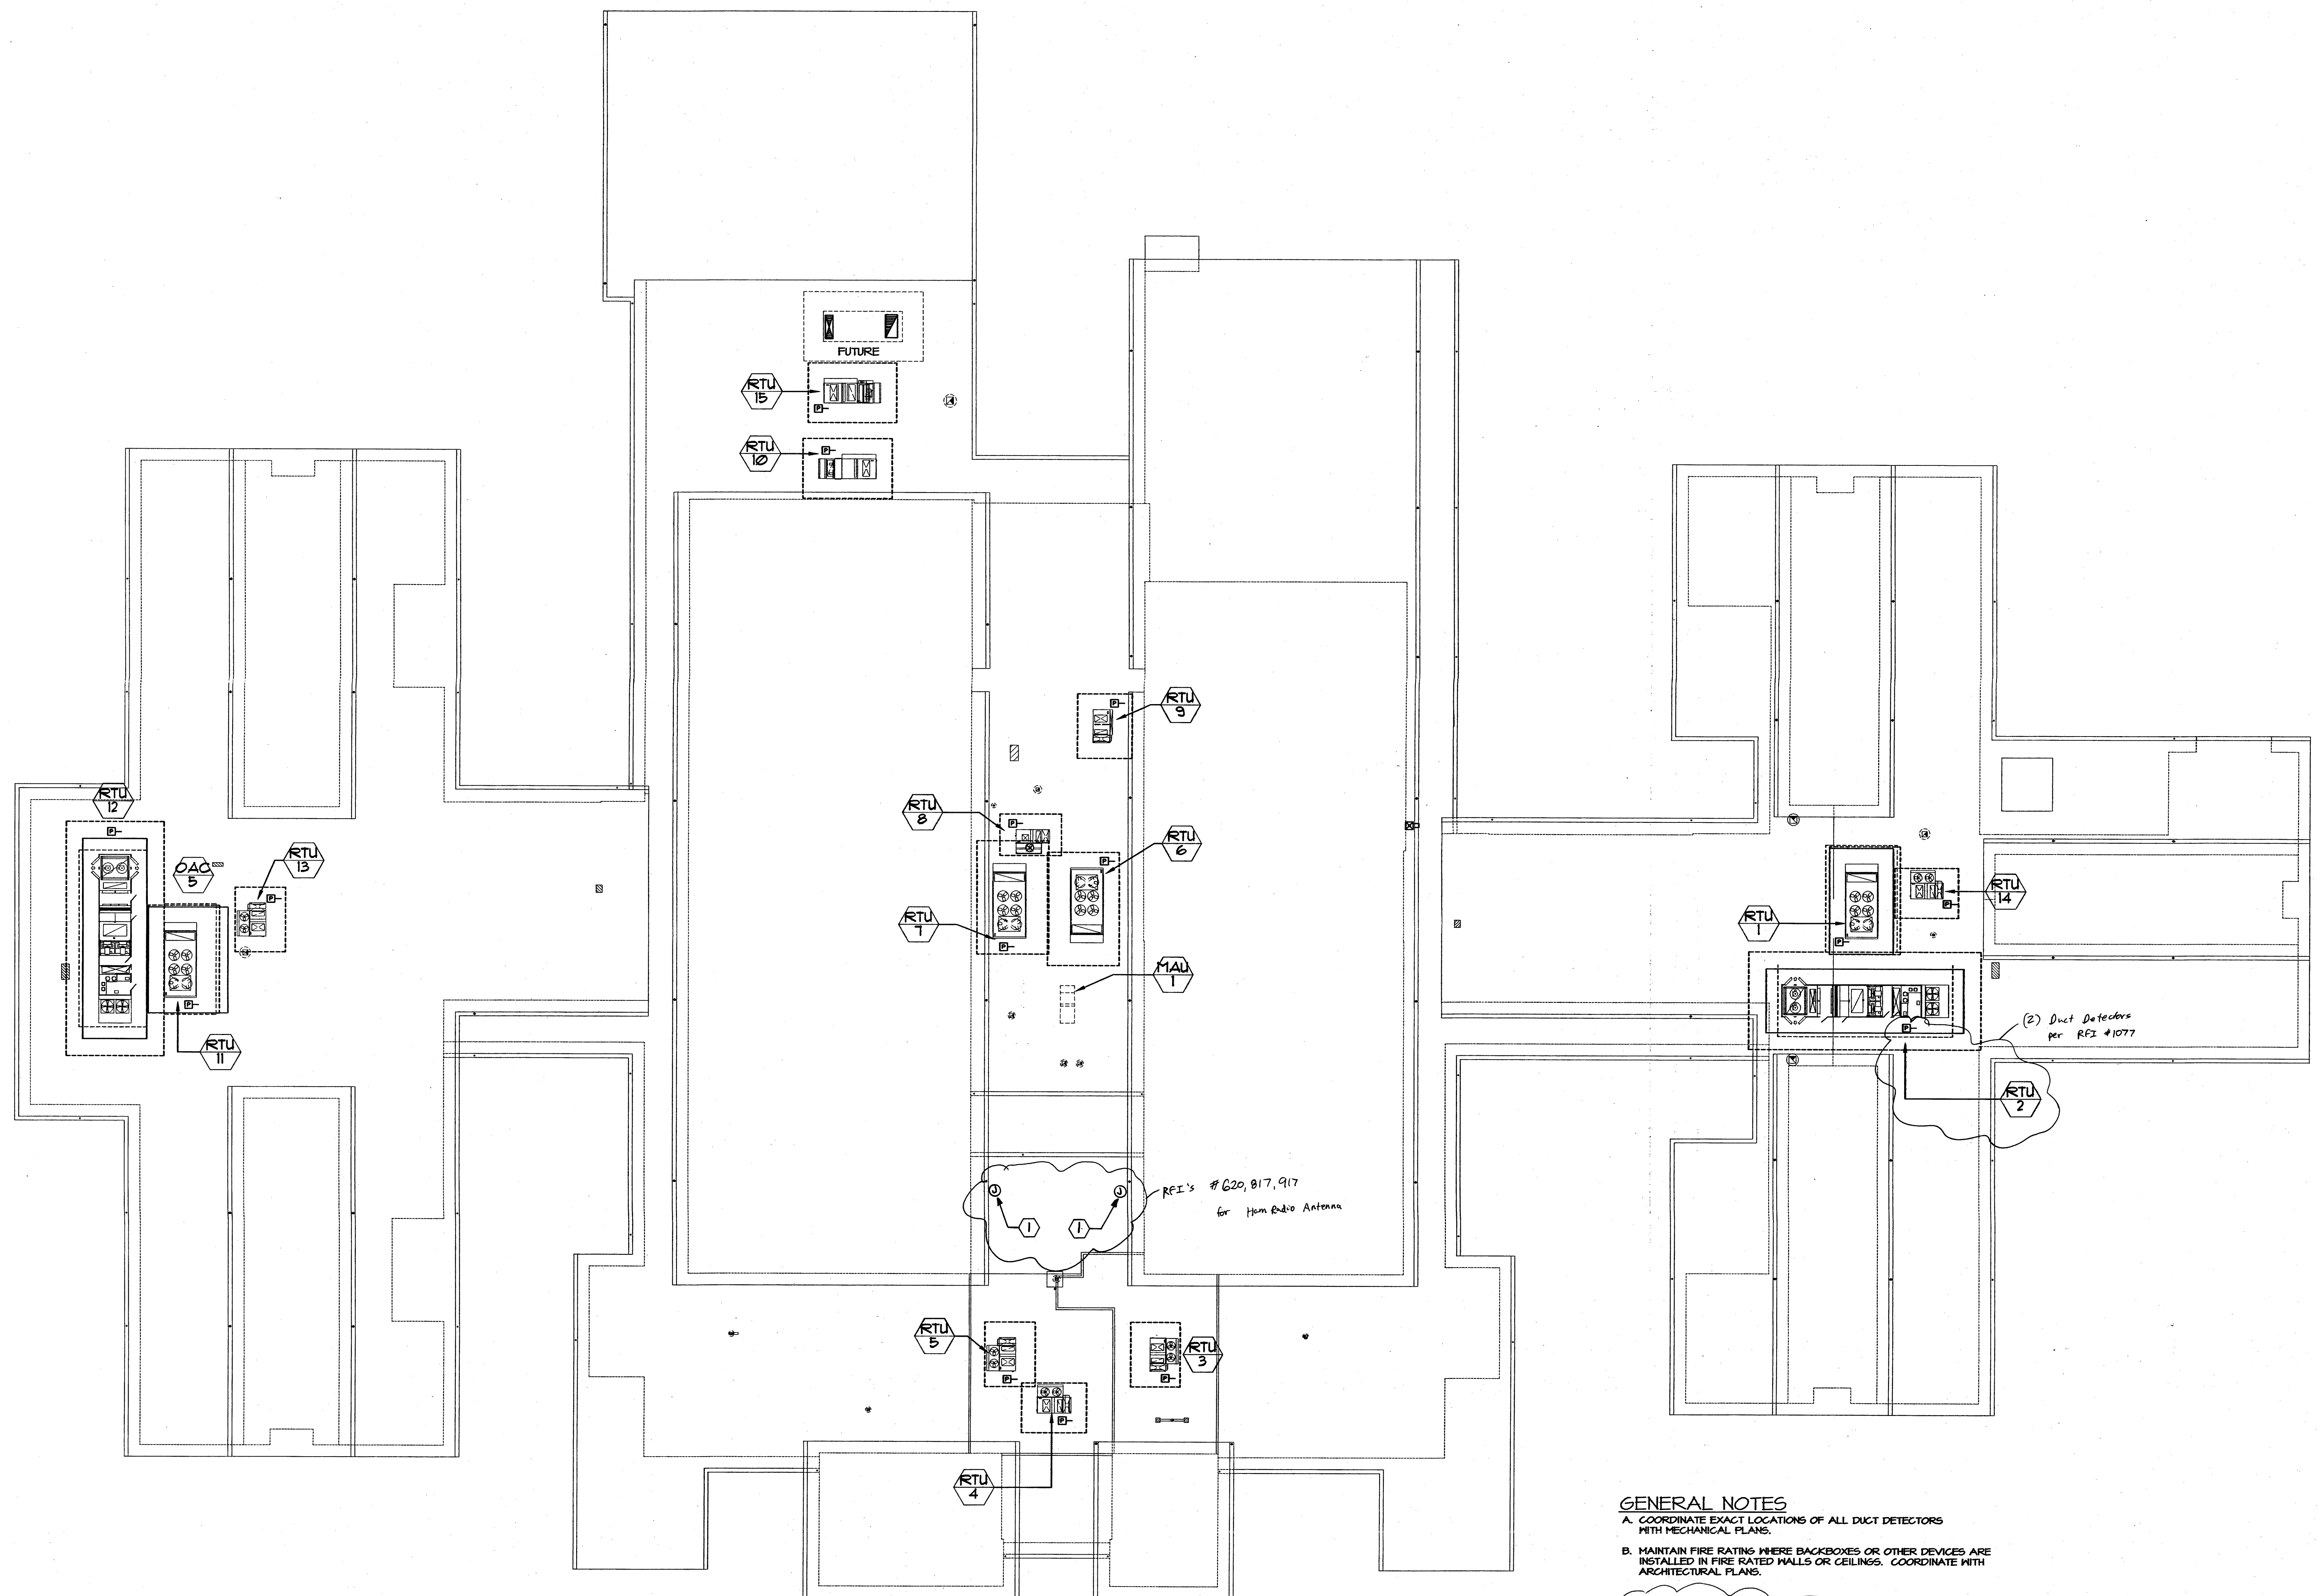 FUTURE
RTU
15
P
RTU
10
P
RTU
9
P
RTU
12
P
OAC
5
RTU
13
P
RTU
8
P
RTU
6
P
RTU
7
P
RTU
11
P
MAU
1
RTU
14
P
RTU
1
P
RTU
2
P
(2) Duct Detectors
per RFI #1077
J
J
1
1
RFI's #620, 817, 917
for Ham Radio Antenna
RTU
5
P
RTU
3
P
RTU
4
P
GENERAL NOTES
A. COORDINATE EXACT LOCATIONS OF ALL DUCT DETECTORS
WITH MECHANICAL PLANS.
B. MAINTAIN FIRE RATING WHERE BACKBOXES OR OTHER DEVICES ARE
INSTALLED IN FIRE RATED WALLS OR CEILINGS. COORDINATE WITH
ARCHITECTURAL PLANS.